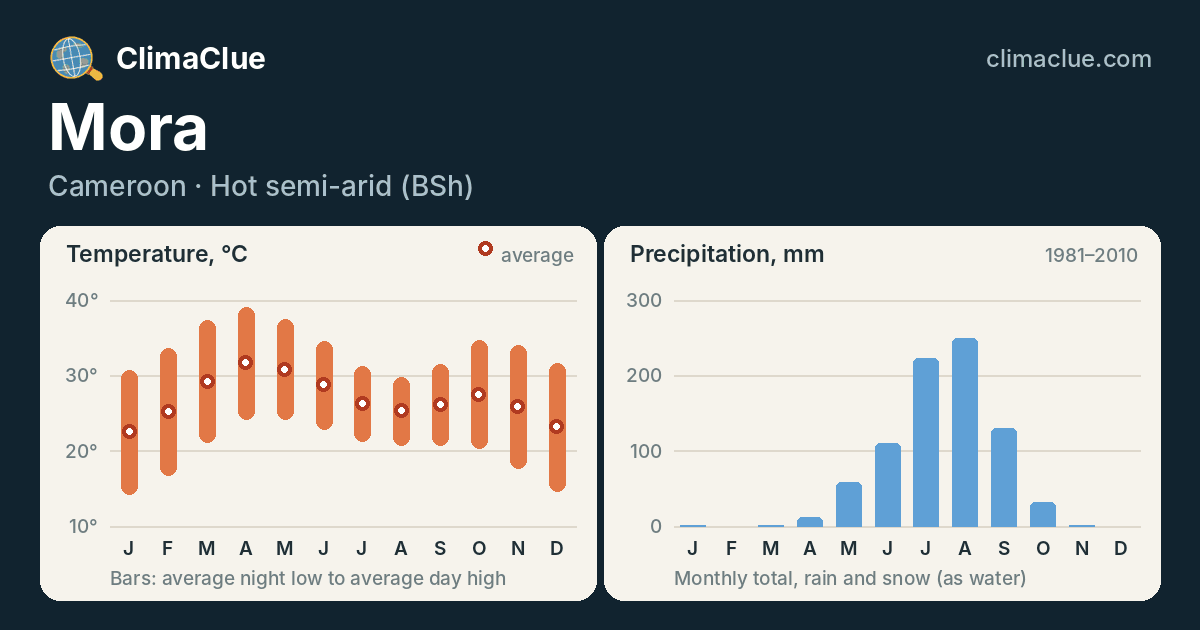 ClimaClue
climaclue.com
Mora
Cameroon · Hot semi-arid (BSh)
Temperature, °C
average
40°
30°
20°
10°
J F M A M J J A S O N D
Bars: average night low to average day high
Precipitation, mm
1981–2010
300
200
100
0
J F M A M J J A S O N D
Monthly total, rain and snow (as water)